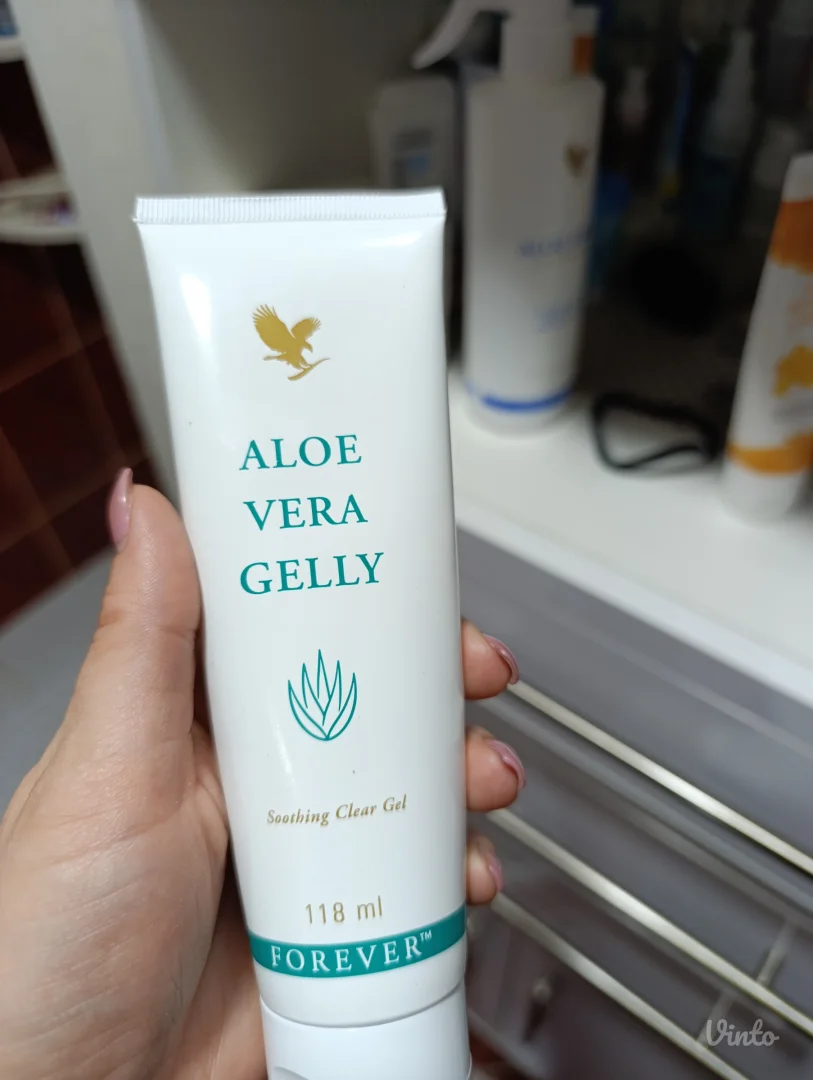 ALOE
VERA
GELLY
Soothing Clear Gel
118 ml
FOREVER™
Vinto